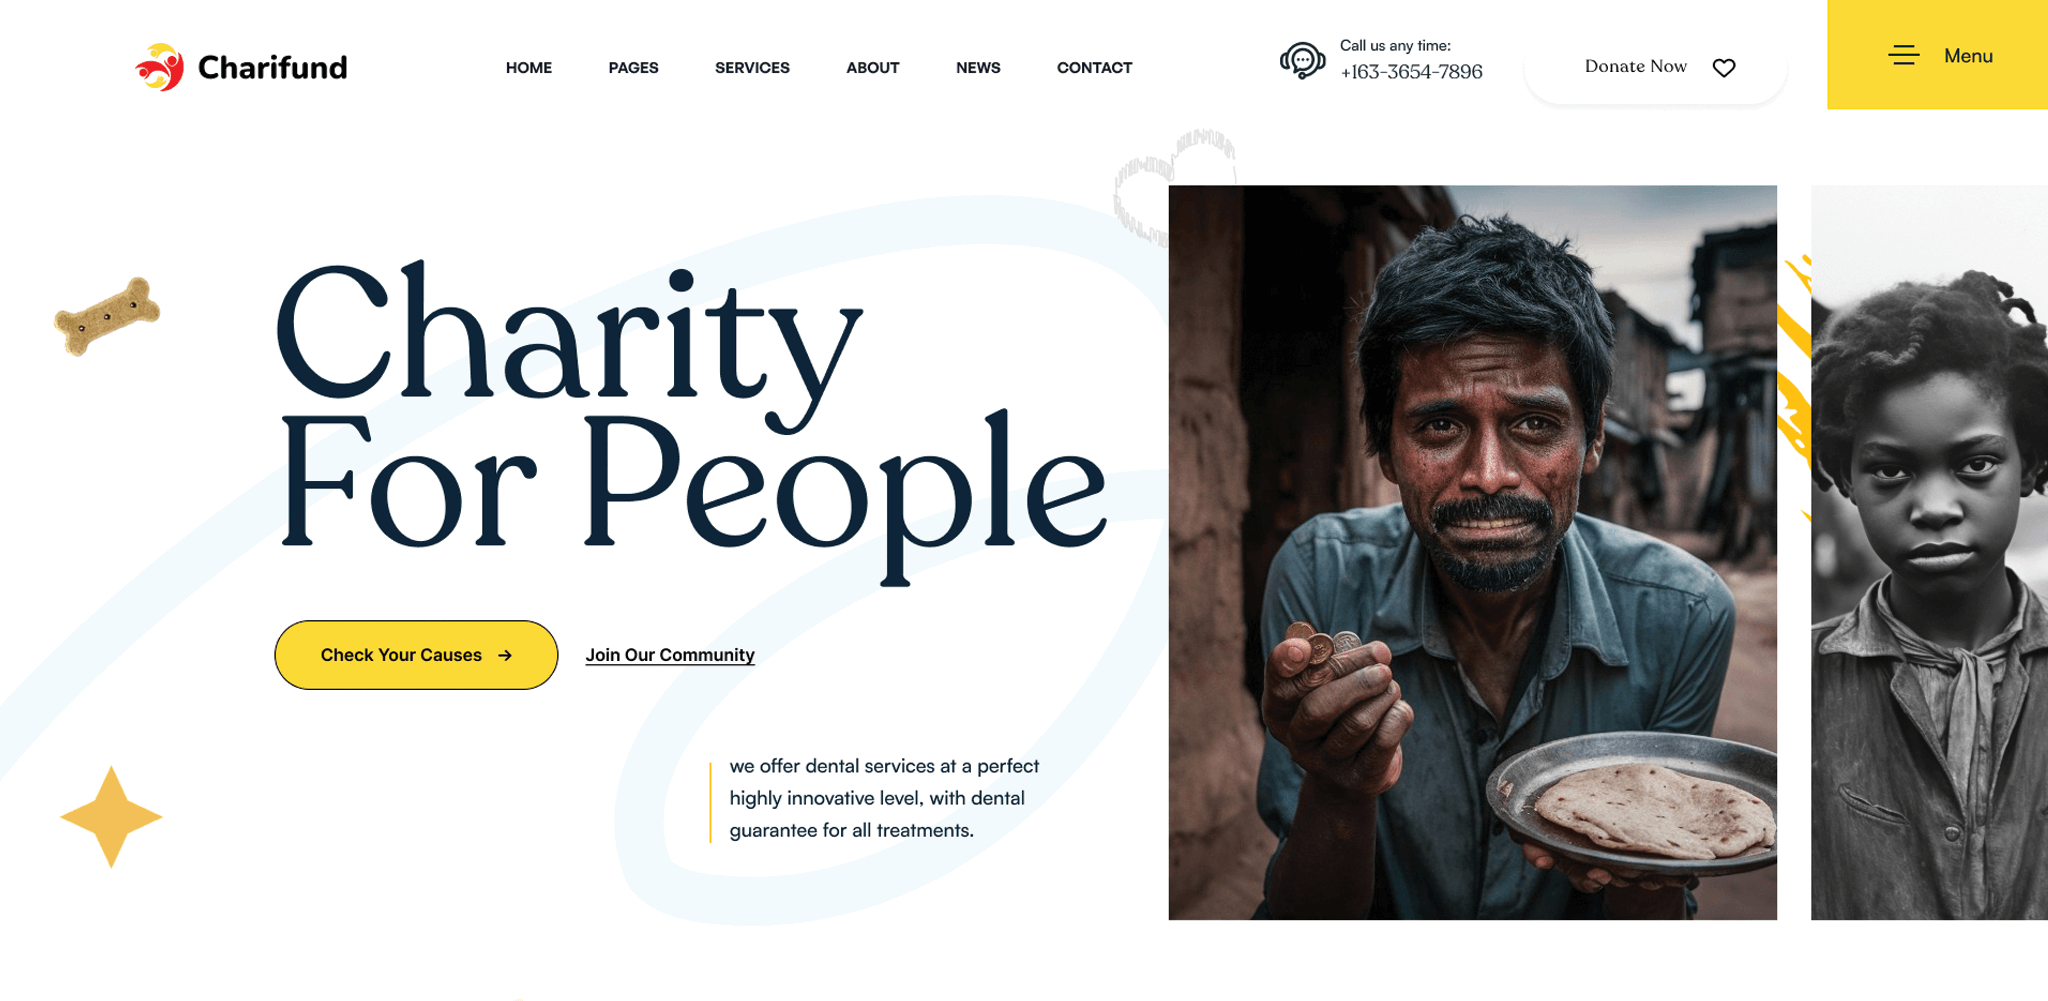 Charifund
HOME
PAGES
SERVICES
ABOUT
NEWS
CONTACT
Call us any time:
+163-3654-7896
Donate Now
Menu
Charity
For People
Check Your Causes
Join Our Community
we offer dental services at a perfect
highly innovative level, with dental
guarantee for all treatments.